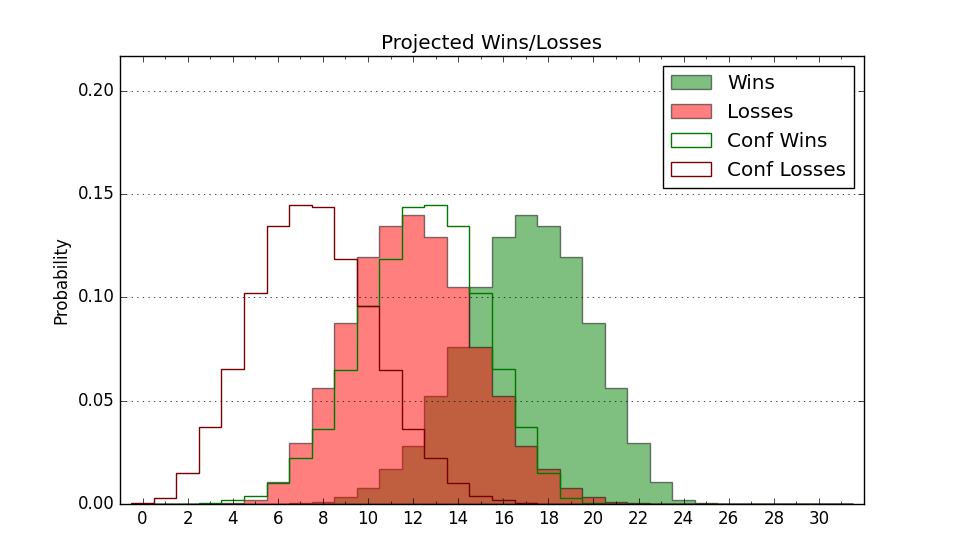 Projected Wins/Losses
Probability
0.20
0.15
0.10
0.05
0.00
0 2 4 6 8 10 12 14 16 18 20 22 24 26 28 30
Wins
Losses
Conf Wins
Conf Losses